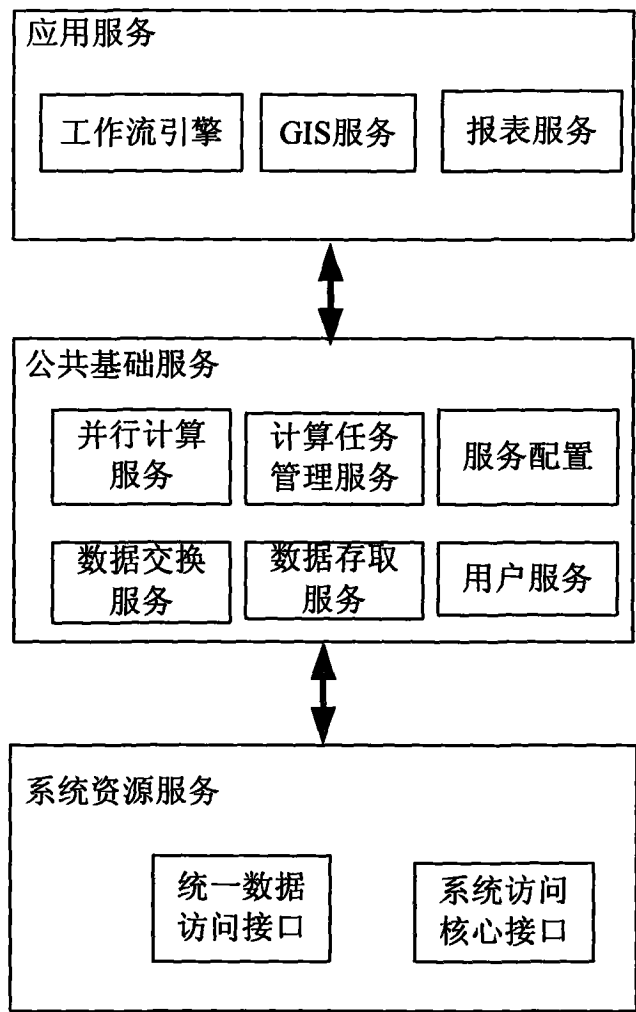 应用服务
工作流引擎
GIS服务
报表服务
公共基础服务
并行计算
服务
计算任务
管理服务
服务配置
数据交换
服务
数据存取
服务
用户服务
系统资源服务
统一数据
访问接口
系统访问
核心接口